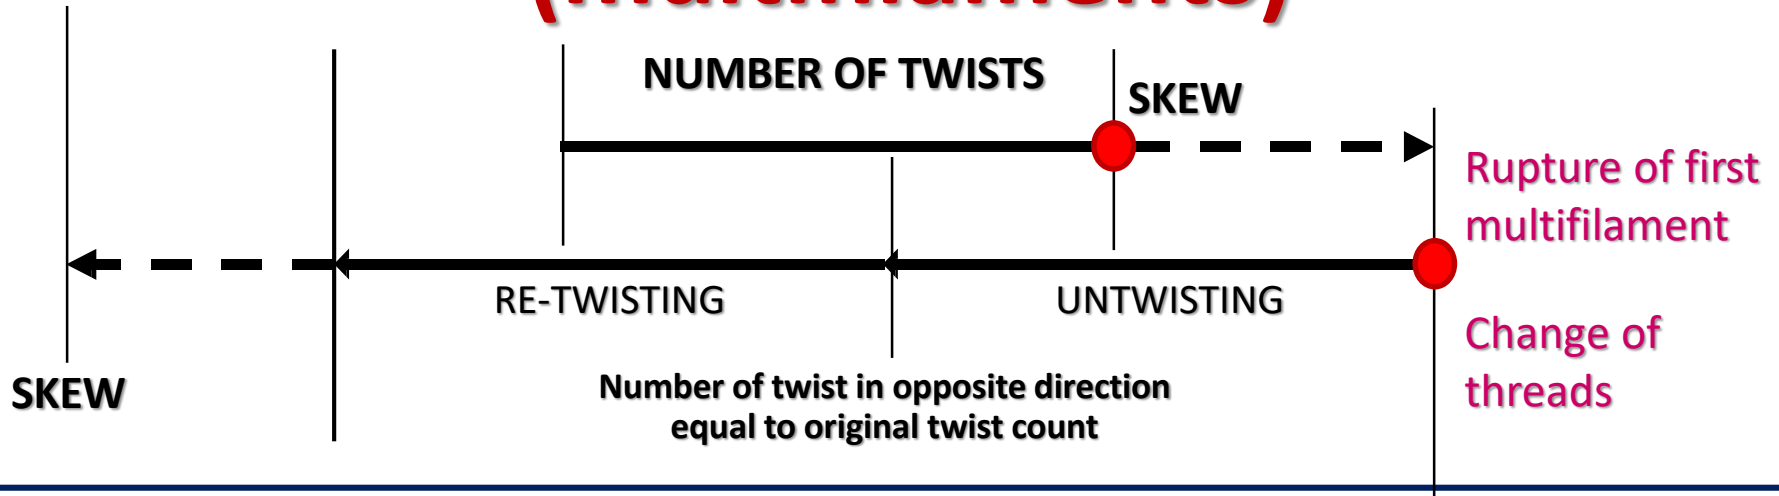 (multifilaments)
NUMBER OF TWISTS
SKEW
Rupture of first
multifilament
RE-TWISTING
UNTWISTING
Change of
threads
SKEW
Number of twist in opposite direction
equal to original twist count